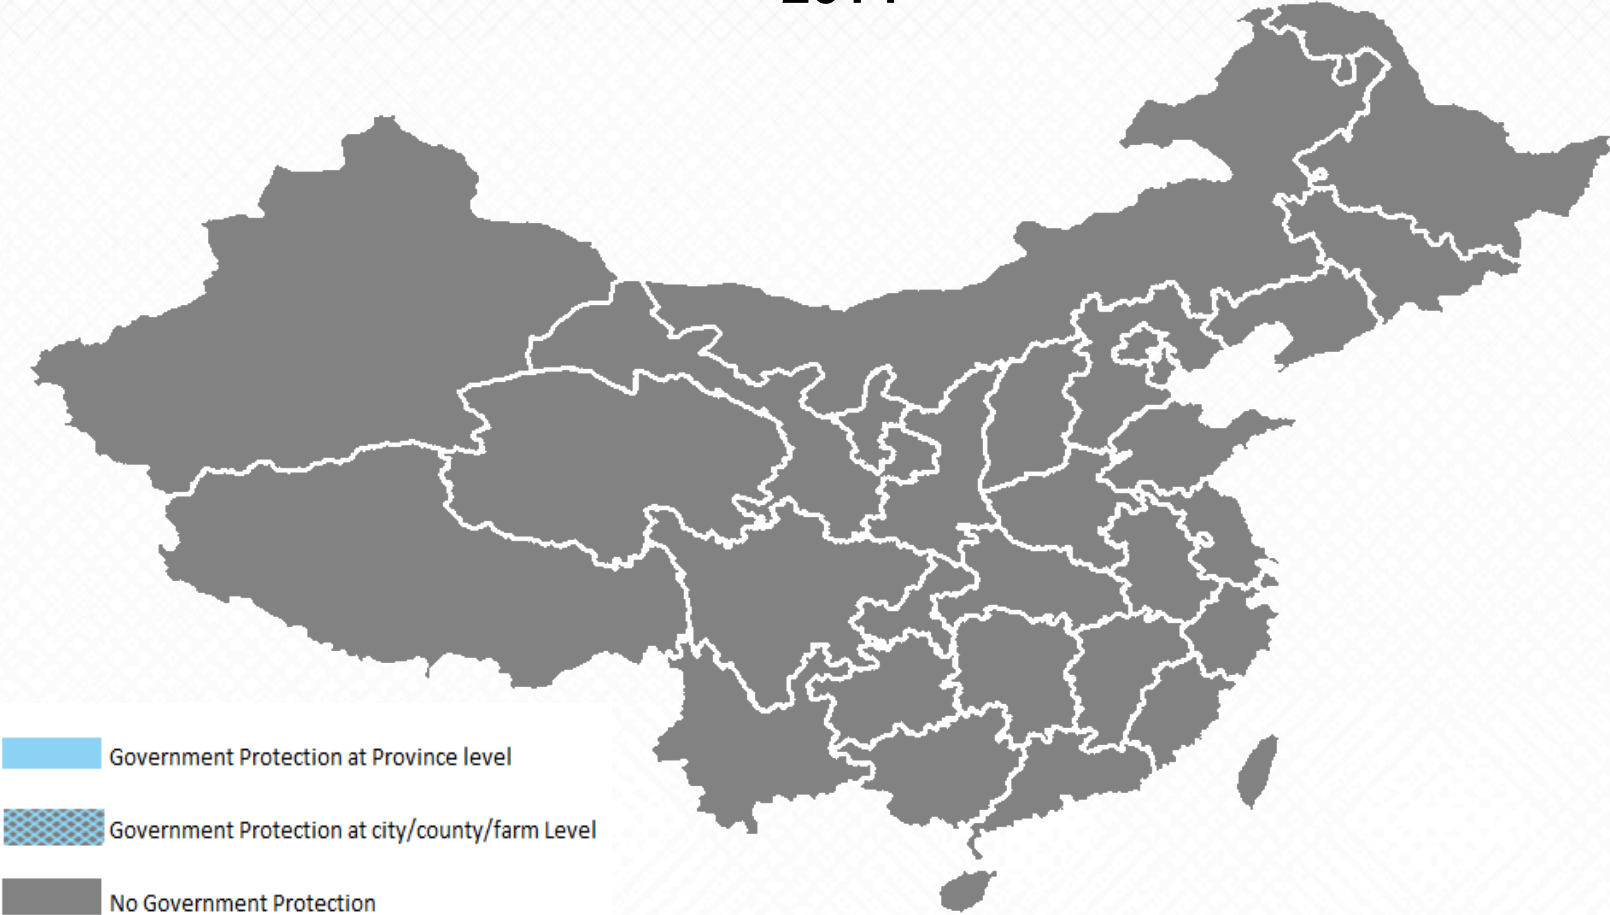 Government Protection at Province level
Government Protection at city/county/farm Level
No Government Protection